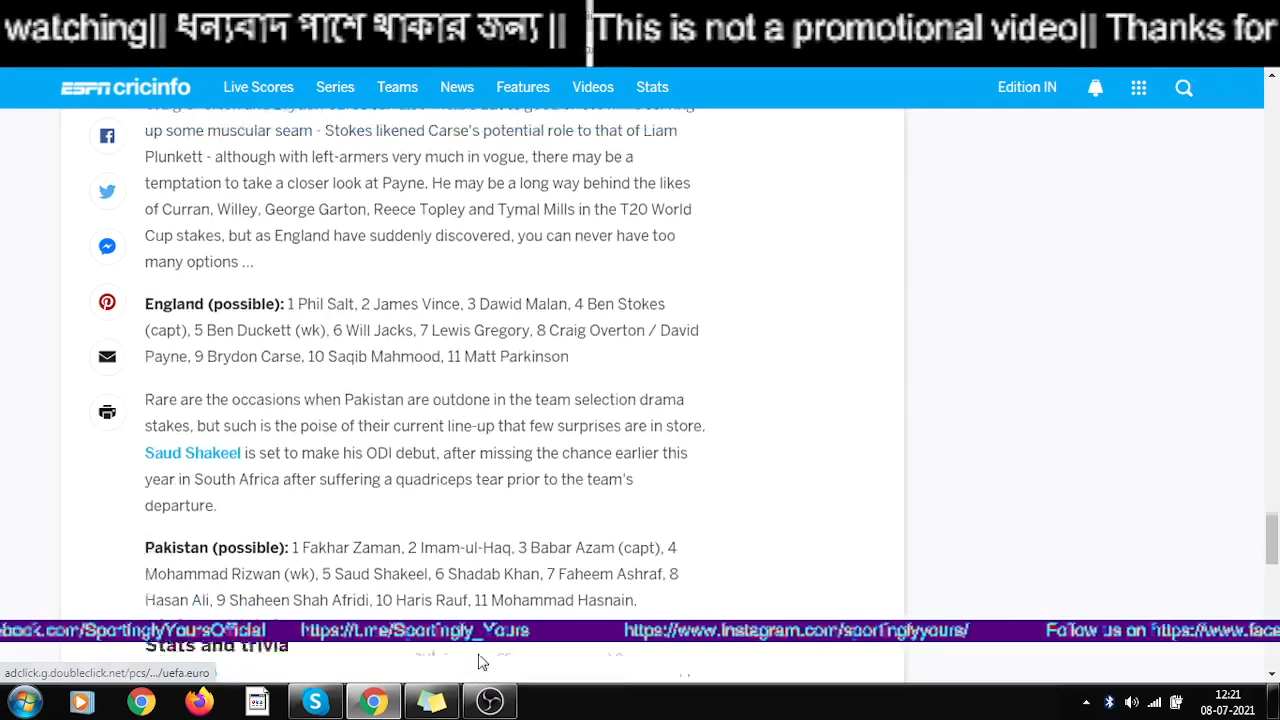 watching|| ধন্যবাদ পাশে থাকার জন্য || This is not a promotional video|| Thanks for
ESPN cricinfo Live Scores Series Teams News Features Videos Stats Edition IN
up some muscular seam - Stokes likened Carse's potential role to that of Liam
Plunkett - although with left-armers very much in vogue, there may be a
temptation to take a closer look at Payne. He may be a long way behind the likes
of Curran, Willey, George Garton, Reece Topley and Tymal Mills in the T20 World
Cup stakes, but as England have suddenly discovered, you can never have too
many options ...
England (possible): 1 Phil Salt, 2 James Vince, 3 Dawid Malan, 4 Ben Stokes
(capt), 5 Ben Duckett (wk), 6 Will Jacks, 7 Lewis Gregory, 8 Craig Overton / David
Payne, 9 Brydon Carse, 10 Saqib Mahmood, 11 Matt Parkinson
Rare are the occasions when Pakistan are outdone in the team selection drama
stakes, but such is the poise of their current line-up that few surprises are in store.
Saud Shakeel is set to make his ODI debut, after missing the chance earlier this
year in South Africa after suffering a quadriceps tear prior to the team's
departure.
Pakistan (possible): 1 Fakhar Zaman, 2 Imam-ul-Haq, 3 Babar Azam (capt), 4
Mohammad Rizwan (wk), 5 Saud Shakeel, 6 Shadab Khan, 7 Faheem Ashraf, 8
Hasan Ali, 9 Shaheen Shah Afridi, 10 Haris Rauf, 11 Mohammad Hasnain.
book.com/SportinglyYoursOfficial https://t.me/Sportingly_Yours https://www.instagram.com/sportinglyyours/ Follow us on https://www.face
Stats and trivia
adclick.g.doubleclick.net/pcs/.../uefa.euro
12:21
08-07-2021